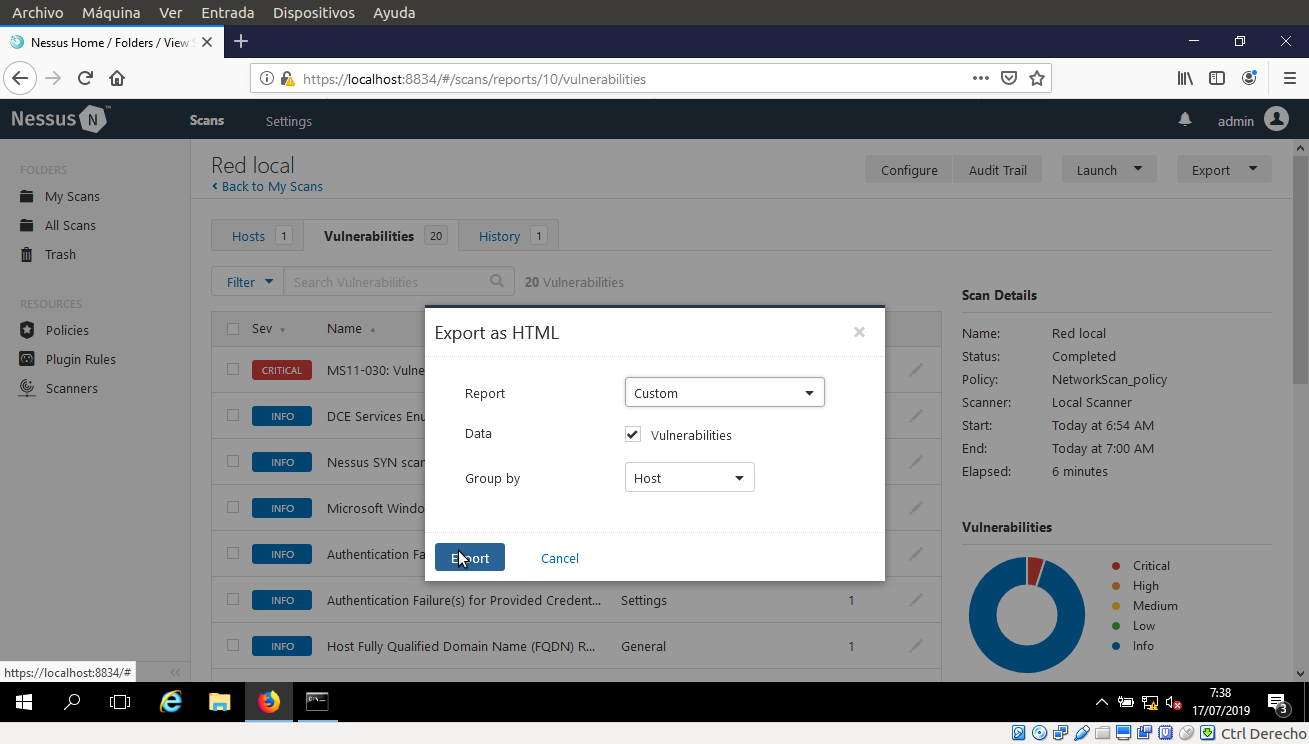 Archivo Máquina Ver Entrada Dispositivos Ayuda
Nessus Home / Folders / View S
https://localhost:8834/#/scans/reports/10/vulnerabilities
Nessus N ™ Scans Settings admin
FOLDERS
My Scans
All Scans
Trash
RESOURCES
Policies
Plugin Rules
Scanners
Red local
Back to My Scans
Configure Audit Trail Launch Export
Hosts 1 Vulnerabilities 20 History 1
Filter Search Vulnerabilities 20 Vulnerabilities
Sev Name
CRITICAL MS11-030: Vulne
INFO DCE Services Enu
INFO Nessus SYN scan
INFO Microsoft Windo
INFO Authentication Fa
INFO Authentication Failure(s) for Provided Credent... Settings 1
INFO Host Fully Qualified Domain Name (FQDN) R... General 1
Export as HTML
Report Custom
Data Vulnerabilities
Group by Host
Export Cancel
Scan Details
Name: Red local
Status: Completed
Policy: NetworkScan_policy
Scanner: Local Scanner
Start: Today at 6:54 AM
End: Today at 7:00 AM
Elapsed: 6 minutes
Vulnerabilities
Critical
High
Medium
Low
Info
https://localhost:8834/#
7:38
17/07/2019
3
Ctrl Derecho